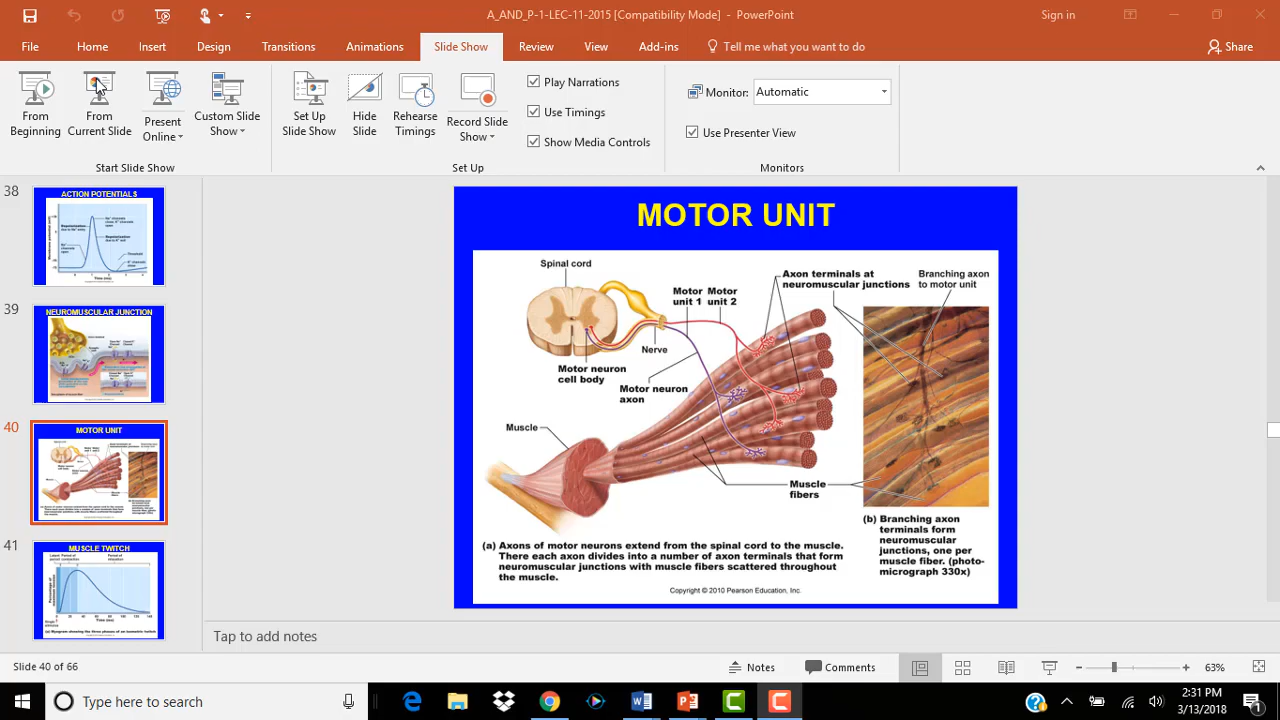 A_AND_P-1-LEC-11-2015 [Compatibility Mode] - PowerPoint
Sign in
File Home Insert Design Transitions Animations Slide Show Review View Add-ins Tell me what you want to do Share
From Beginning
From Current Slide
Present Online
Custom Slide Show
Start Slide Show
Set Up Slide Show
Hide Slide
Rehearse Timings
Record Slide Show
Play Narrations
Use Timings
Show Media Controls
Set Up
Monitor: Automatic
Use Presenter View
Monitors
38
ACTION POTENTIALS
39
NEUROMUSCULAR JUNCTION
40
MOTOR UNIT
41
MUSCLE TWITCH
MOTOR UNIT
Spinal cord
Motor unit 1
Motor unit 2
Axon terminals at
neuromuscular junctions
Branching axon
to motor unit
Nerve
Motor neuron
cell body
Motor neuron
axon
Muscle
Muscle
fibers
(a) Axons of motor neurons extend from the spinal cord to the muscle.
There each axon divides into a number of axon terminals that form
neuromuscular junctions with muscle fibers scattered throughout
the muscle.
(b) Branching axon
terminals form
neuromuscular
junctions, one per
muscle fiber. (photo-
micrograph 330x)
Copyright © 2010 Pearson Education, Inc.
Tap to add notes
Slide 40 of 66
Notes
Comments
63%
Type here to search
2:31 PM
3/13/2018